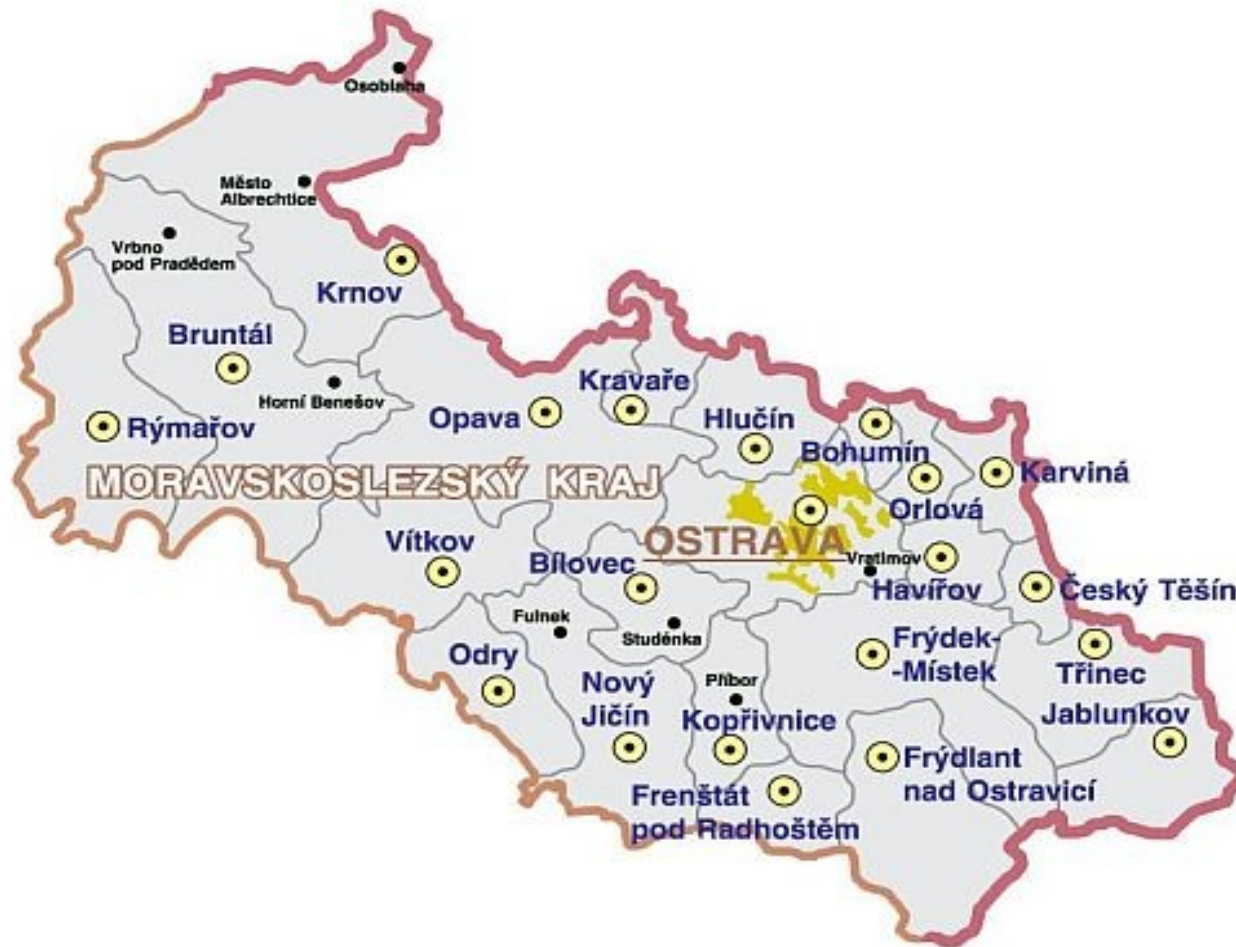 Osoblaha
Město
Albrechtice
Vrbno
pod Pradědem
Krnov
Bruntál
Kravaře
Horní Benešov
Opava
Hlučín
Rýmařov
Bohumín
Karviná
MORAVSKOSLEZSKÝ KRAJ
Orlová
OSTRAVA
Vítkov
Bílovec
Vratimov
Havířov
Český Těšín
Fulnek
Studénka
Frýdek-
-Místek
Odry
Třinec
Příbor
Nový
Jičín
Kopřivnice
Jablunkov
Frýdlant
nad Ostravicí
Frenštát
pod Radhoštěm